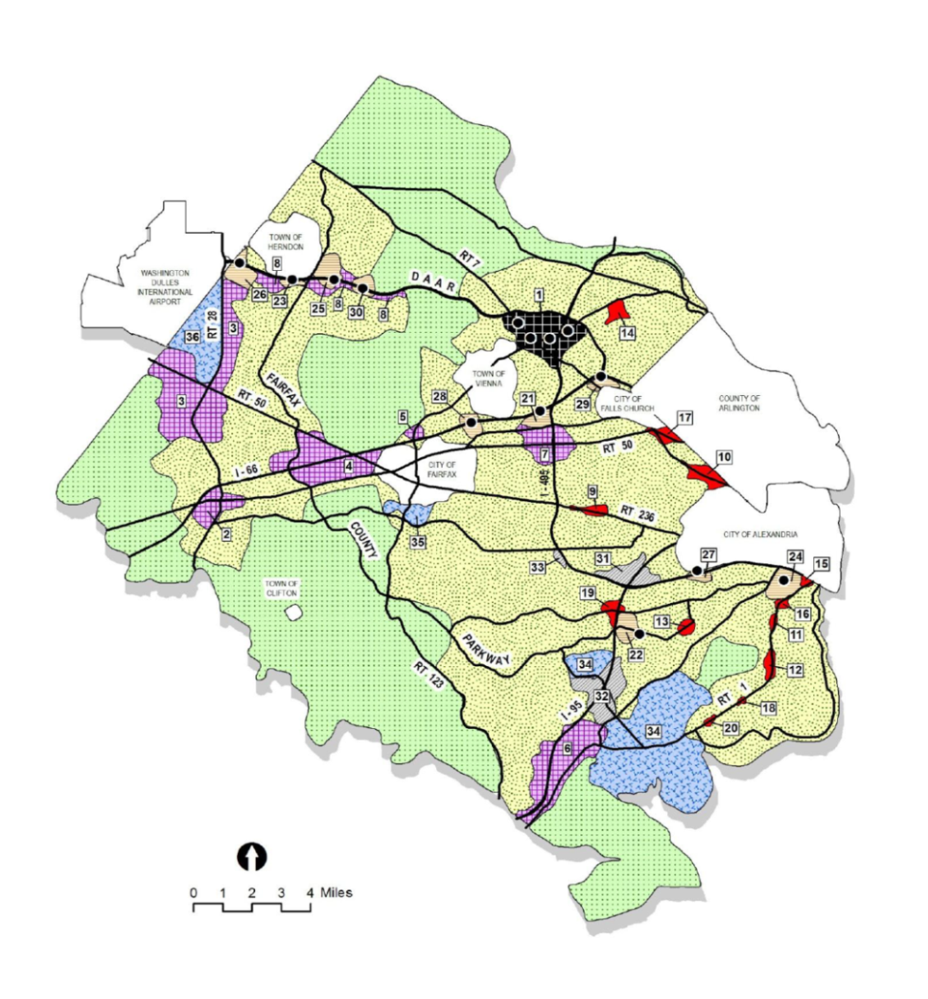 TOWN OF
HERNDON
WASHINGTON
DULLES
INTERNATIONAL
AIRPORT
RT 7
8
DAAR
26
23
25
8
30
8
1
14
36
RT 28
3
3
FAIRFAX
RT 50
TOWN OF
VIENNA
28
21
29
CITY OF
FALLS CHURCH
COUNTY OF
ARLINGTON
5
17
7
RT 50
10
4
I - 66
CITY OF
FAIRFAX
I - 495
9
RT 236
2
35
COUNTY
CITY OF ALEXANDRIA
33
31
27
24
15
TOWN OF
CLIFTON
19
16
13
11
22
PARKWAY
34
12
RT 123
32
RT 1
18
I - 95
20
34
6
0 1 2 3 4 Miles